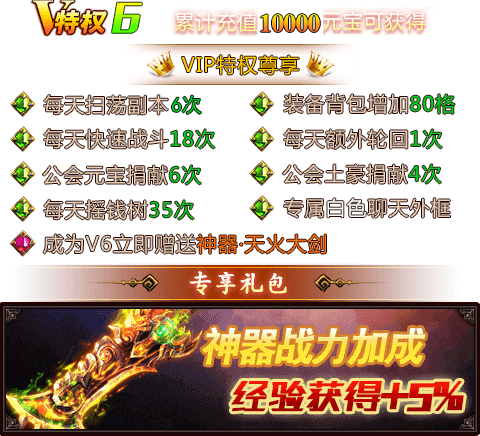 V特权6 累计充值10000元宝可获得
VIP特权尊享
每天扫荡副本6次 装备背包增加80格
每天快速战斗18次 每天额外轮回1次
公会元宝捐献6次 公会土豪捐献4次
每天摇钱树35次 专属白色聊天外框
成为V6立即赠送神器·天火大剑
专享礼包
神器战力加成
经验获得+5%